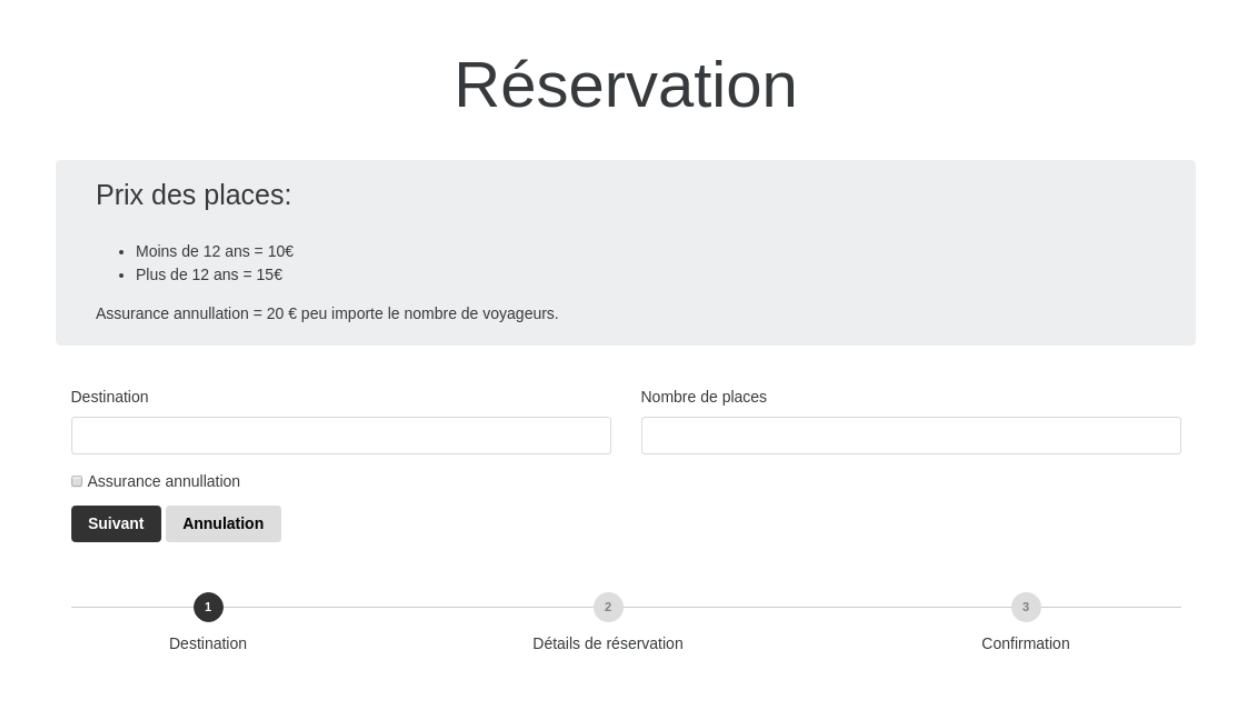 Réservation
Prix des places:
Moins de 12 ans = 10€
Plus de 12 ans = 15€
Assurance annullation = 20 € peu importe le nombre de voyageurs.
Destination
Nombre de places
Assurance annullation
Suivant
Annulation
1
2
3
Destination
Détails de réservation
Confirmation